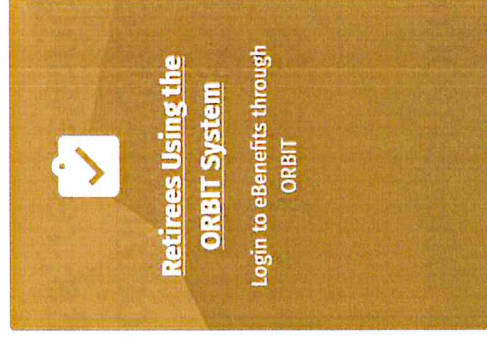 Retirees Using the
ORBIT System
Login to eBenefits through
ORBIT